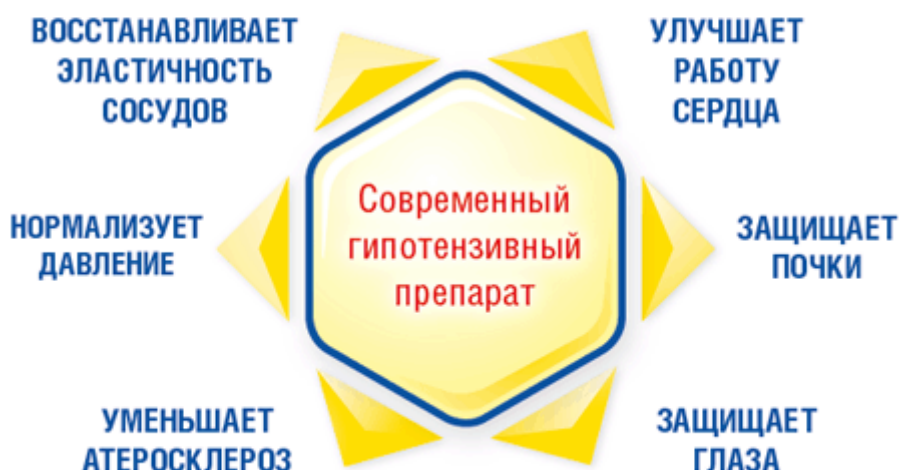 ВОССТАНАВЛИВАЕТ
ЭЛАСТИЧНОСТЬ
СОСУДОВ
УЛУЧШАЕТ
РАБОТУ
СЕРДЦА
НОРМАЛИЗУЕТ
ДАВЛЕНИЕ
Современный
гипотензивный
препарат
ЗАЩИЩАЕТ
ПОЧКИ
УМЕНЬШАЕТ
АТЕРОСКЛЕРОЗ
ЗАЩИЩАЕТ
ГЛАЗА